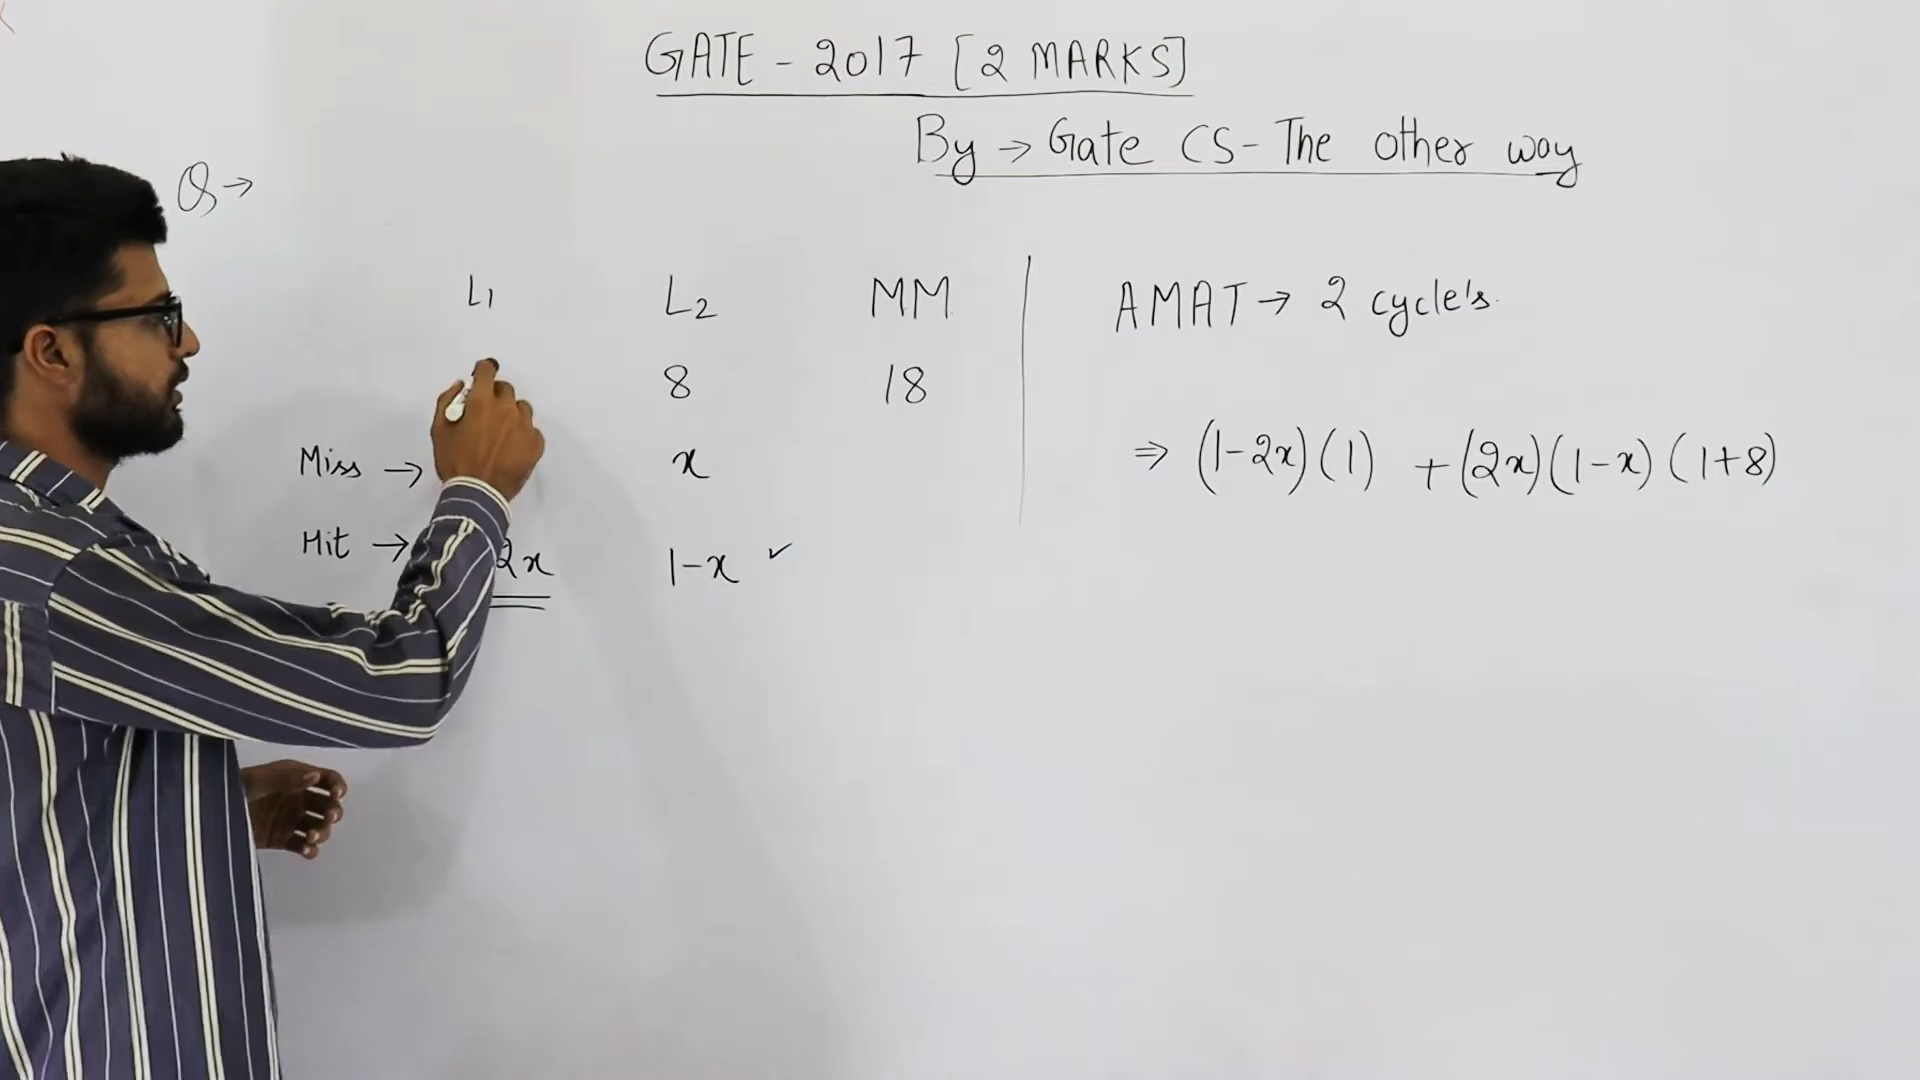 GATE - 2017 [2 MARKS]
By → Gate CS - The other way
Q →
L1 L2 MM
8 18
Miss → x
Hit → 2x 1-x ✓
AMAT → 2 cycle's.
⇒ (1-2x)(1) + (2x)(1-x)(1+8)